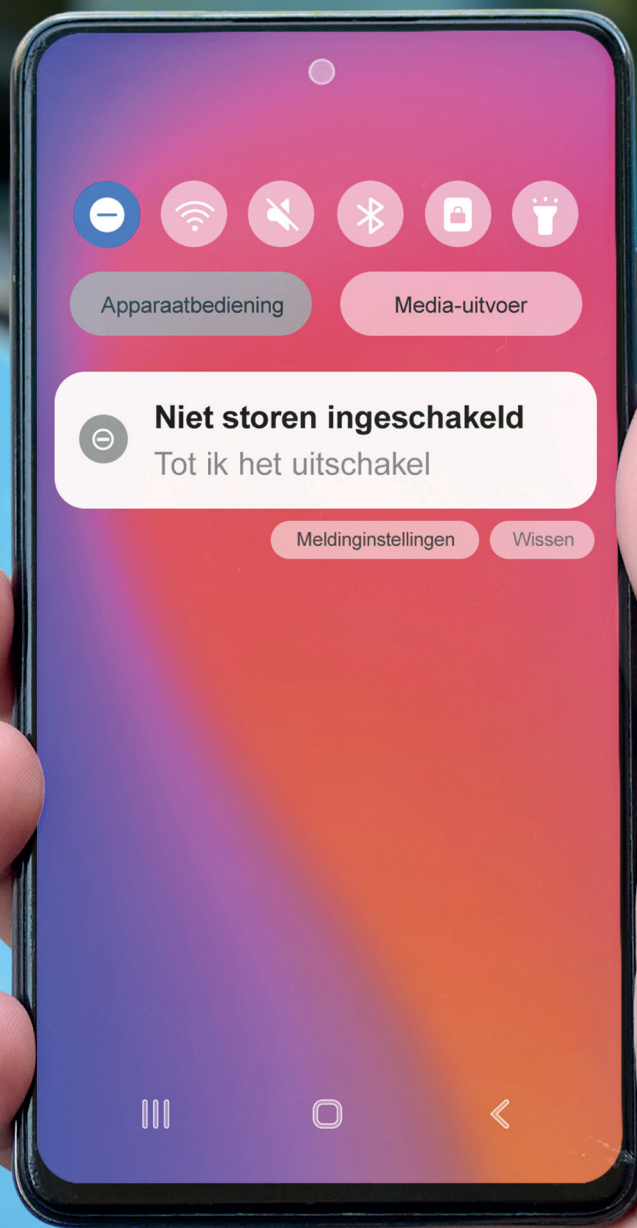 Apparaatbediening
Media-uitvoer
Niet storen ingeschakeld
Tot ik het uitschakel
Meldinginstellingen
Wissen